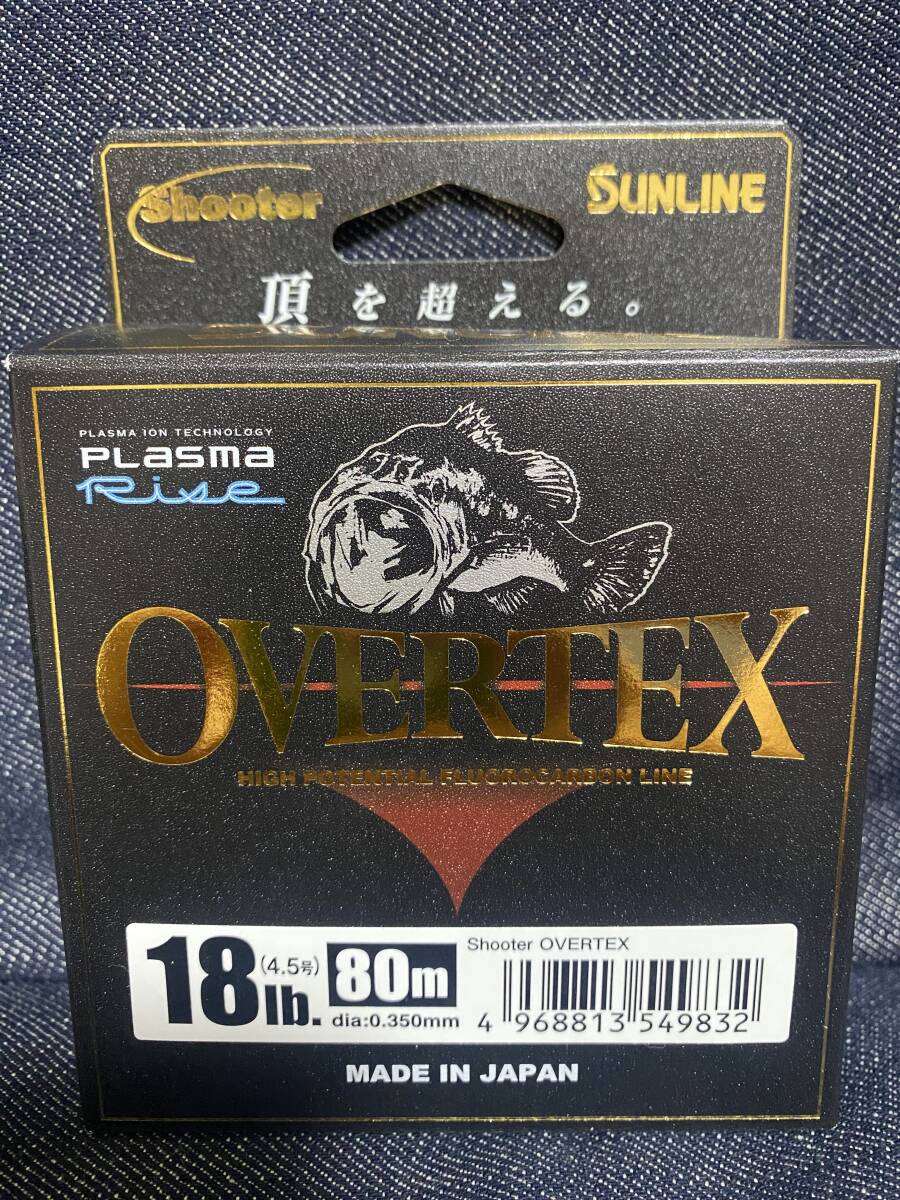 Shooter
SUNLINE
頂を超える。
PLASMA ION TECHNOLOGY
PLasma
Rise
OVERTEX
HIGH POTENTIAL FLUOROCARBON LINE
18lb. (4.5号) 80m
dia:0.350mm
Shooter OVERTEX
4 968813 549832
MADE IN JAPAN